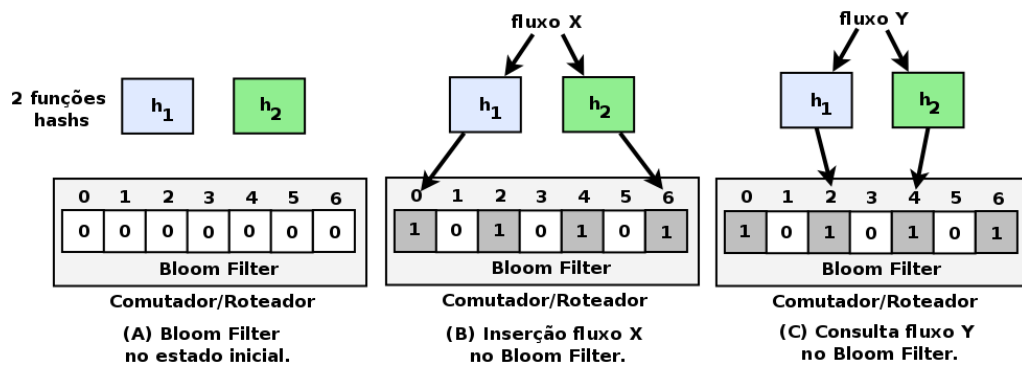 fluxo X
fluxo Y
2 funções
hashs
h1
h2
h1
h2
h1
h2
0 1 2 3 4 5 6
0 0 0 0 0 0 0
Bloom Filter
Comutador/Roteador
(A) Bloom Filter
no estado inicial.
0 1 2 3 4 5 6
1 0 1 0 1 0 1
Bloom Filter
Comutador/Roteador
(B) Inserção fluxo X
no Bloom Filter.
0 1 2 3 4 5 6
1 0 1 0 1 0 1
Bloom Filter
Comutador/Roteador
(C) Consulta fluxo Y
no Bloom Filter.